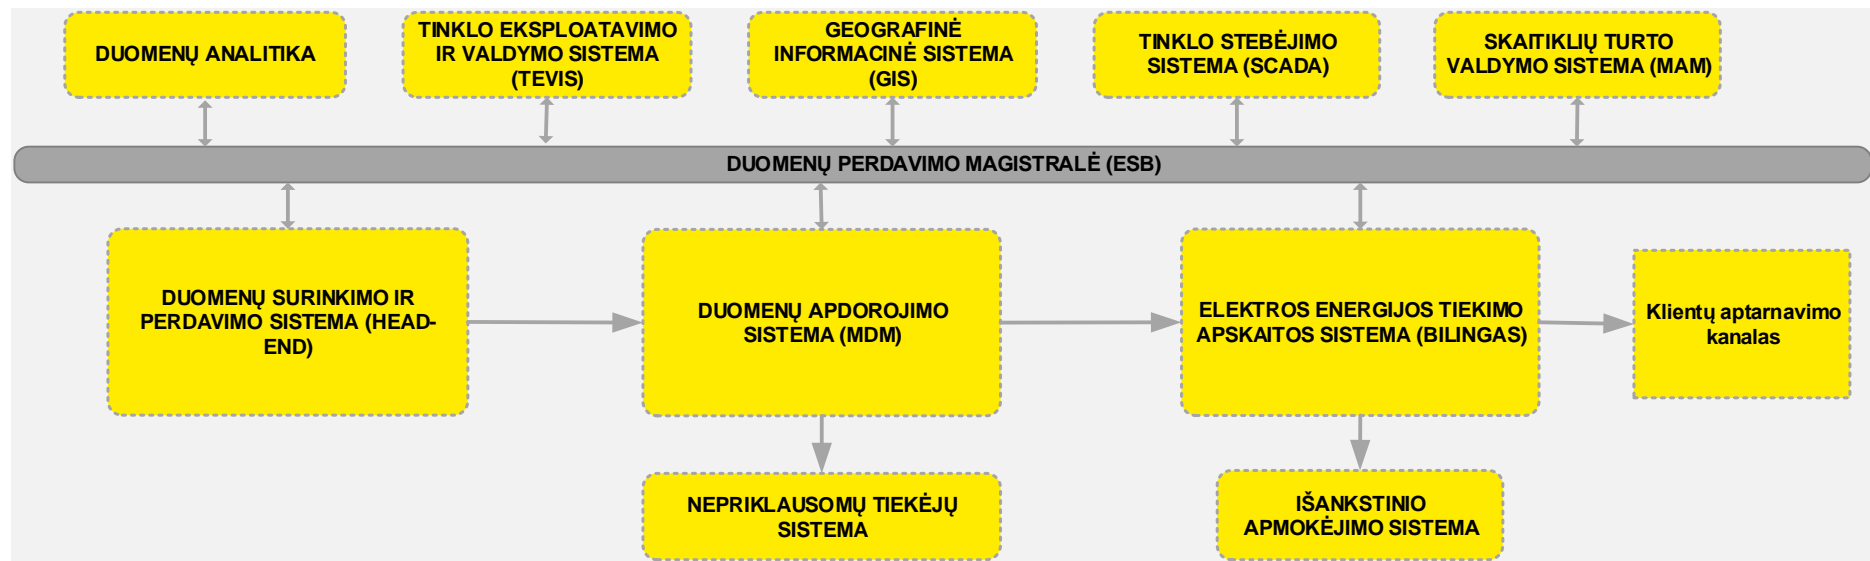 DUOMENŲ ANALITIKA
TINKLO EKSPLOATAVIMO
IR VALDYMO SISTEMA
(TEVIS)
GEOGRAFINĖ
INFORMACINĖ SISTEMA
(GIS)
TINKLO STEBĖJIMO
SISTEMA (SCADA)
SKAITIKLIŲ TURTO
VALDYMO SISTEMA (MAM)
DUOMENŲ PERDAVIMO MAGISTRALĖ (ESB)
DUOMENŲ SURINKIMO IR
PERDAVIMO SISTEMA (HEAD-
END)
DUOMENŲ APDOROJIMO
SISTEMA (MDM)
ELEKTROS ENERGIJOS TIEKIMO
APSKAITOS SISTEMA (BILINGAS)
Klientų aptarnavimo
kanalas
NEPRIKLAUSOMŲ TIEKĖJŲ
SISTEMA
IŠANKSTINIO
APMOKĖJIMO SISTEMA